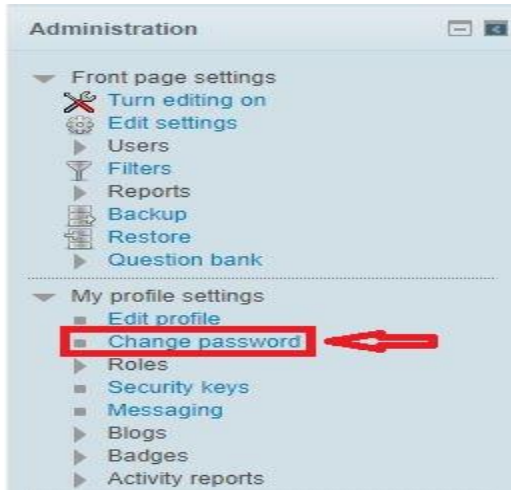 Administration
Front page settings
Turn editing on
Edit settings
Users
Filters
Reports
Backup
Restore
Question bank
My profile settings
Edit profile
Change password
Roles
Security keys
Messaging
Blogs
Badges
Activity reports